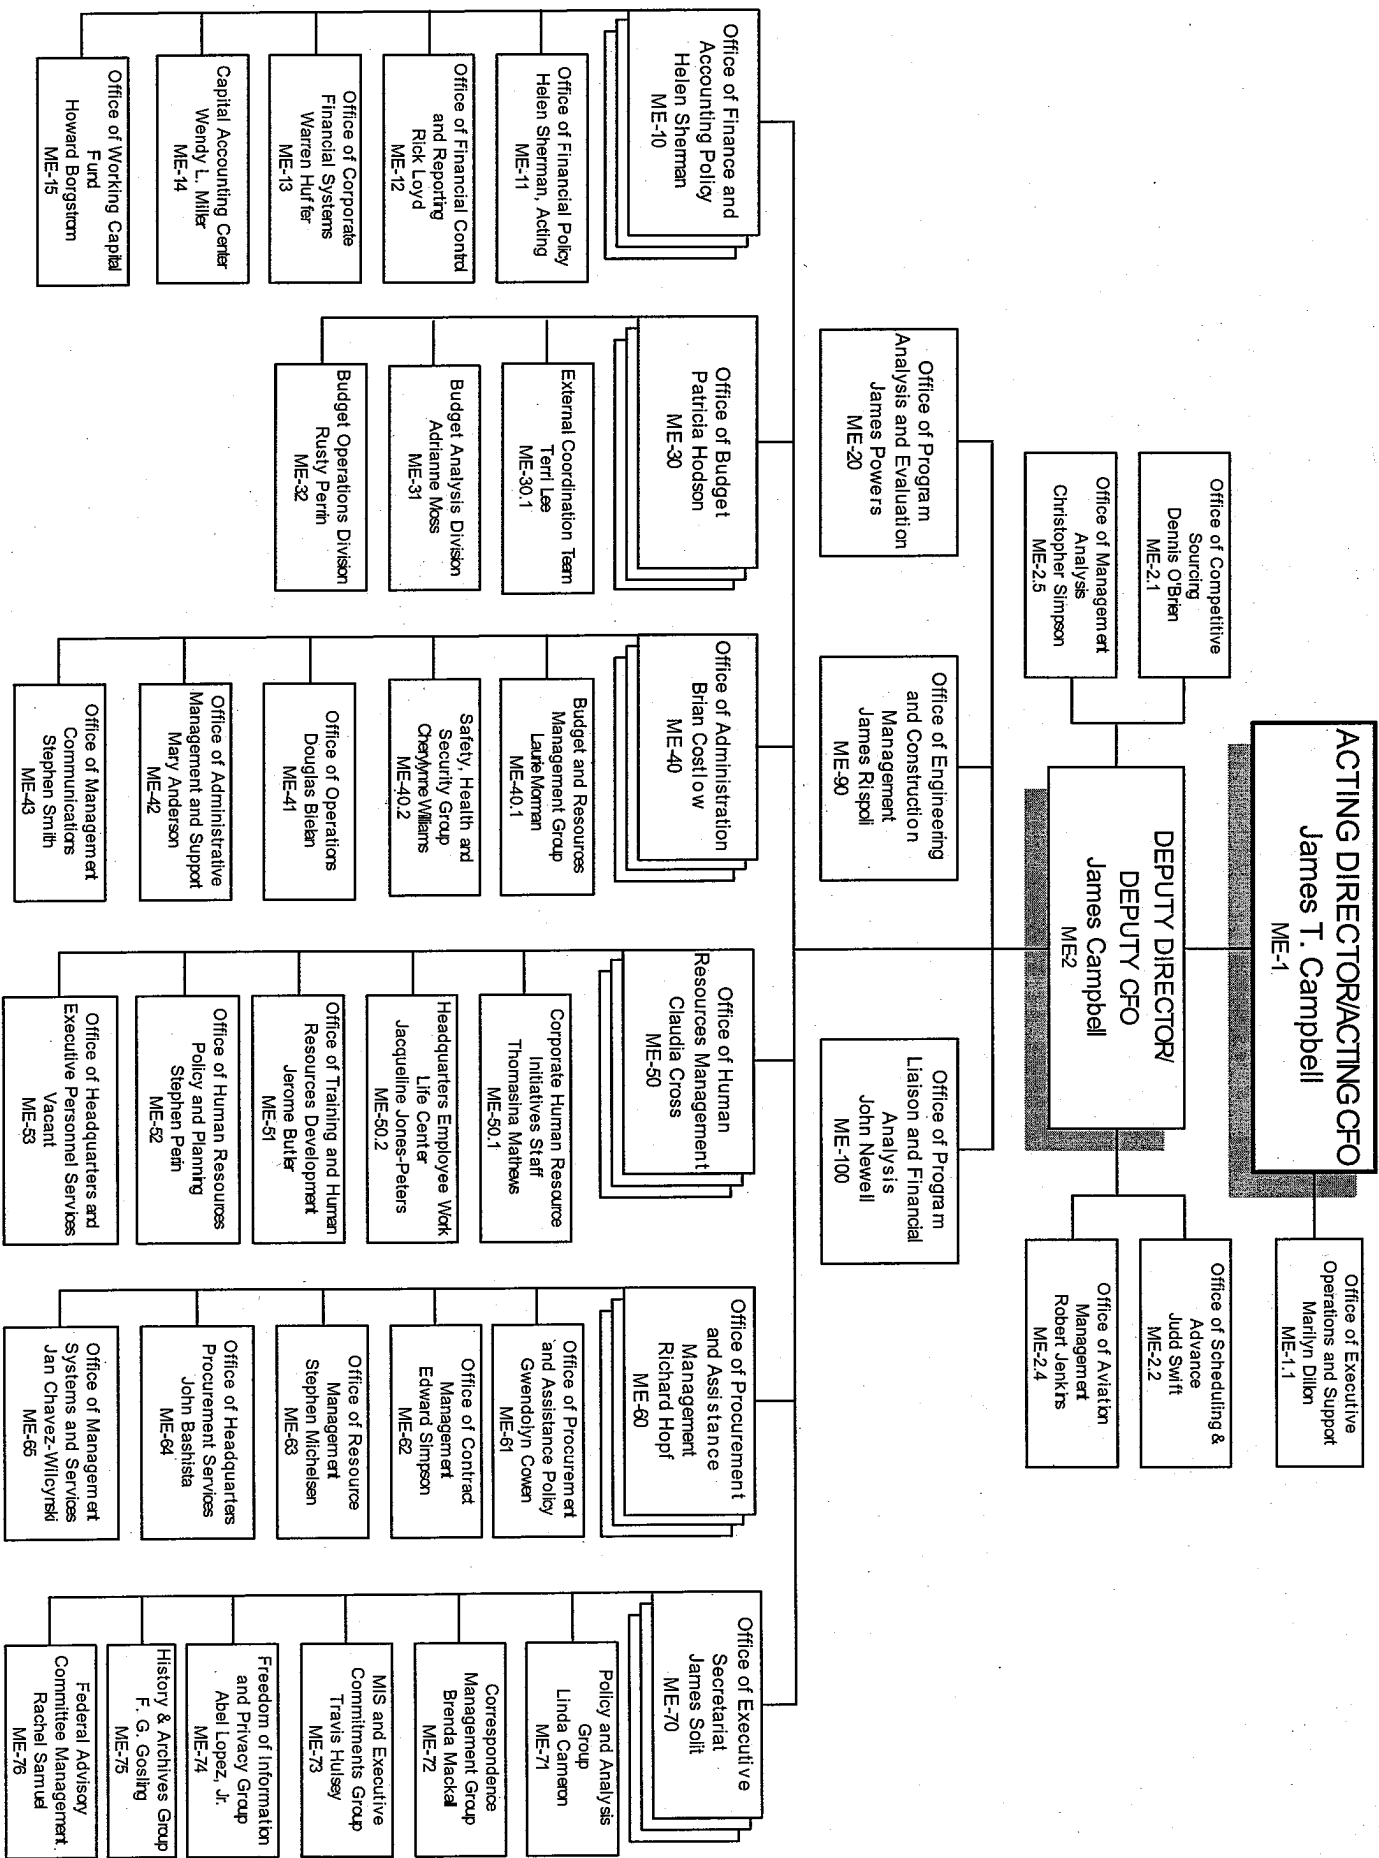 ACTING DIRECTOR/ACTING CFO
James T. Campbell
ME-1
Office of Executive
Operations and Support
Marilyn Dillon
ME-1.1
DEPUTY DIRECTOR/
DEPUTY CFO
James Campbell
ME-2
Office of Competitive
Sourcing
Dennis O'Brien
ME-2.1
Office of Management
Analysis
Christopher Simpson
ME-2.5
Office of Scheduling &
Advance
Judd Swift
ME-2.2
Office of Aviation
Management
Robert Jenkins
ME-2.4
Office of Program
Analysis and Evaluation
James Powers
ME-20
Office of Engineering
and Construction
Management
James Rispoli
ME-90
Office of Program
Liaison and Financial
Analysis
John Newell
ME-100
Office of Finance and
Accounting Policy
Helen Sherman
ME-10
Office of Financial Policy
Helen Sherman, Acting
ME-11
Office of Financial Control
and Reporting
Rick Loyd
ME-12
Office of Corporate
Financial Systems
Warren Huffer
ME-13
Capital Accounting Center
Wendy L. Miller
ME-14
Office of Working Capital
Fund
Howard Borgstrom
ME-15
Office of Budget
Patricia Hodson
ME-30
External Coordination Team
Terri Lee
ME-30.1
Budget Analysis Division
Adrianne Moss
ME-31
Budget Operations Division
Rusty Perrin
ME-32
Office of Administration
Brian Costlow
ME-40
Budget and Resources
Management Group
Laurie Morman
ME-40.1
Safety, Health and
Security Group
Cherylynne Williams
ME-40.2
Office of Operations
Douglas Bielan
ME-41
Office of Administrative
Management and Support
Mary Anderson
ME-42
Office of Management
Communications
Stephen Smith
ME-43
Office of Human
Resources Management
Claudia Cross
ME-50
Corporate Human Resource
Initiatives Staff
Thomasina Mathews
ME-50.1
Headquarters Employee Work
Life Center
Jacqueline Jones-Peters
ME-50.2
Office of Training and Human
Resources Development
Jerome Butler
ME-51
Office of Human Resources
Policy and Planning
Stephen Perin
ME-52
Office of Headquarters and
Executive Personnel Services
Vacant
ME-53
Office of Procurement
and Assistance
Management
Richard Hopf
ME-60
Office of Procurement
and Assistance Policy
Gwendolyn Cowen
ME-61
Office of Contract
Management
Edward Simpson
ME-62
Office of Resource
Management
Stephen Michelsen
ME-63
Office of Headquarters
Procurement Services
John Bashista
ME-64
Office of Management
Systems and Services
Jan Chavez-Wilcynski
ME-65
Office of Executive
Secretariat
James Solit
ME-70
Policy and Analysis
Group
Linda Cameron
ME-71
Correspondence
Management Group
Brenda Mackall
ME-72
MIS and Executive
Commitments Group
Travis Hulsey
ME-73
Freedom of Information
and Privacy Group
Abel Lopez, Jr.
ME-74
History & Archives Group
F. G. Gosling
ME-75
Federal Advisory
Committee Management
Rachel Samuel
ME-76